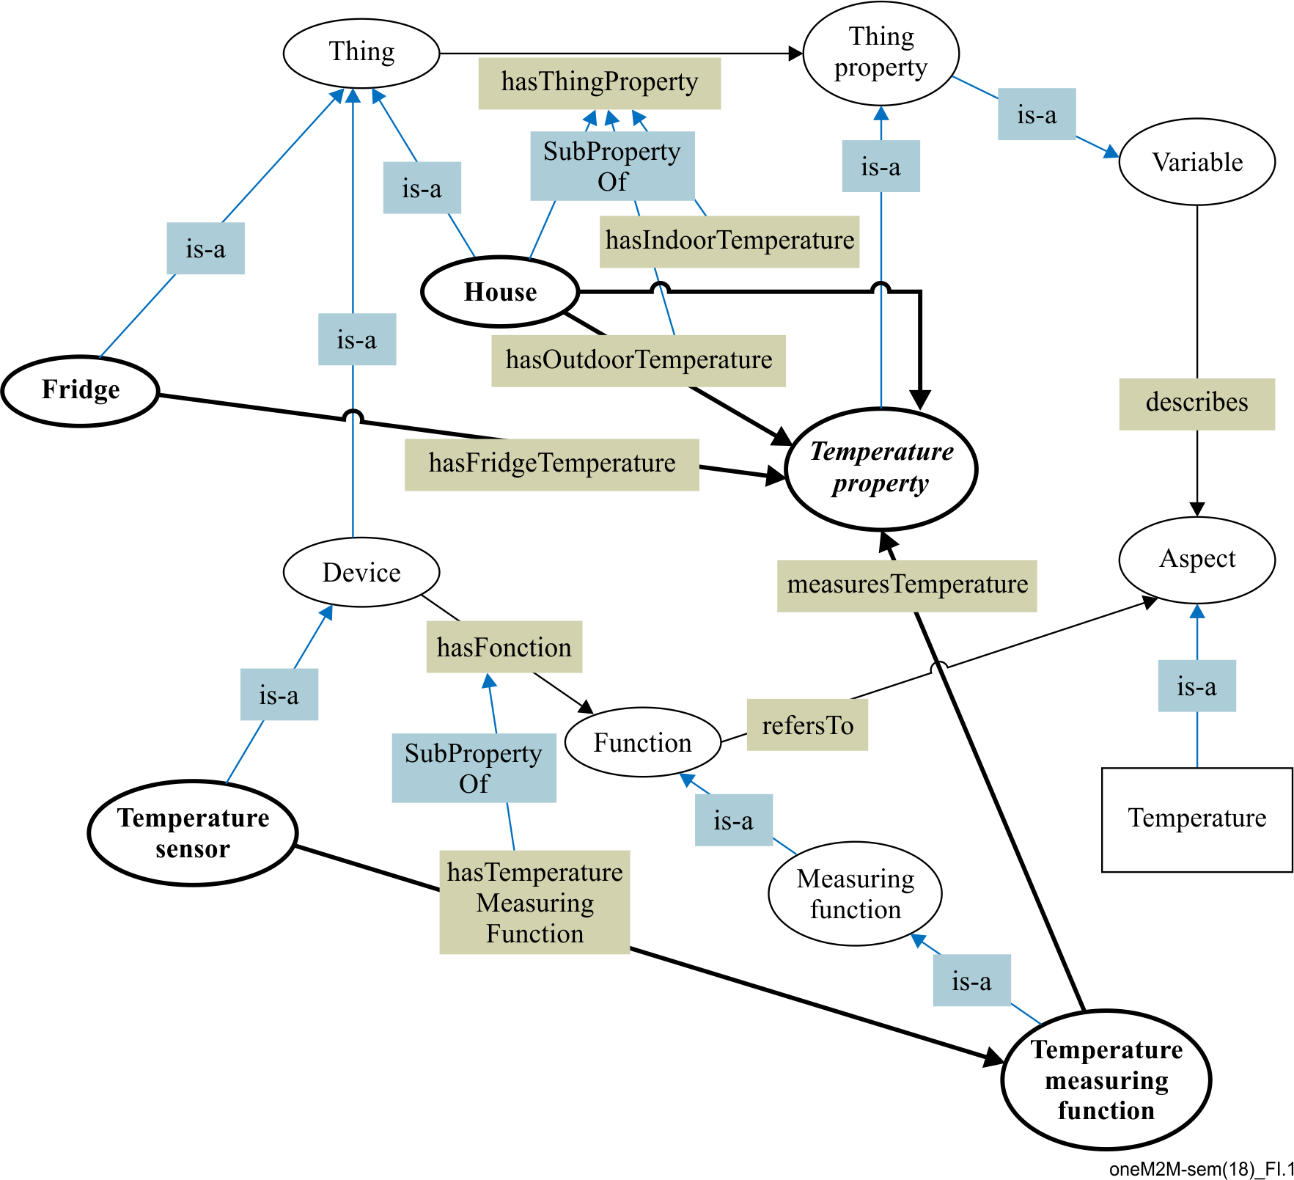 Thing
Thing
property
hasThingProperty
is-a
SubProperty
Of
Variable
is-a
is-a
is-a
hasIndoorTemperature
House
is-a
hasOutdoorTemperature
Fridge
describes
hasFridgeTemperature
Temperature
property
Device
measuresTemperature
Aspect
hasFonction
is-a
is-a
refersTo
Function
SubProperty
Of
Temperature
sensor
is-a
Temperature
hasTemperature
Measuring
Function
Measuring
function
is-a
Temperature
measuring
function
oneM2M-sem(18)_FI.1